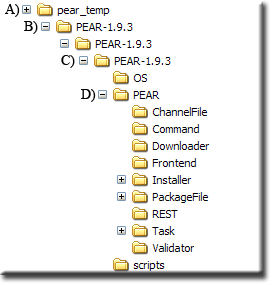 A) pear_temp
B) PEAR-1.9.3
PEAR-1.9.3
C) PEAR-1.9.3
OS
D) PEAR
ChannelFile
Command
Downloader
Frontend
Installer
PackageFile
REST
Task
Validator
scripts